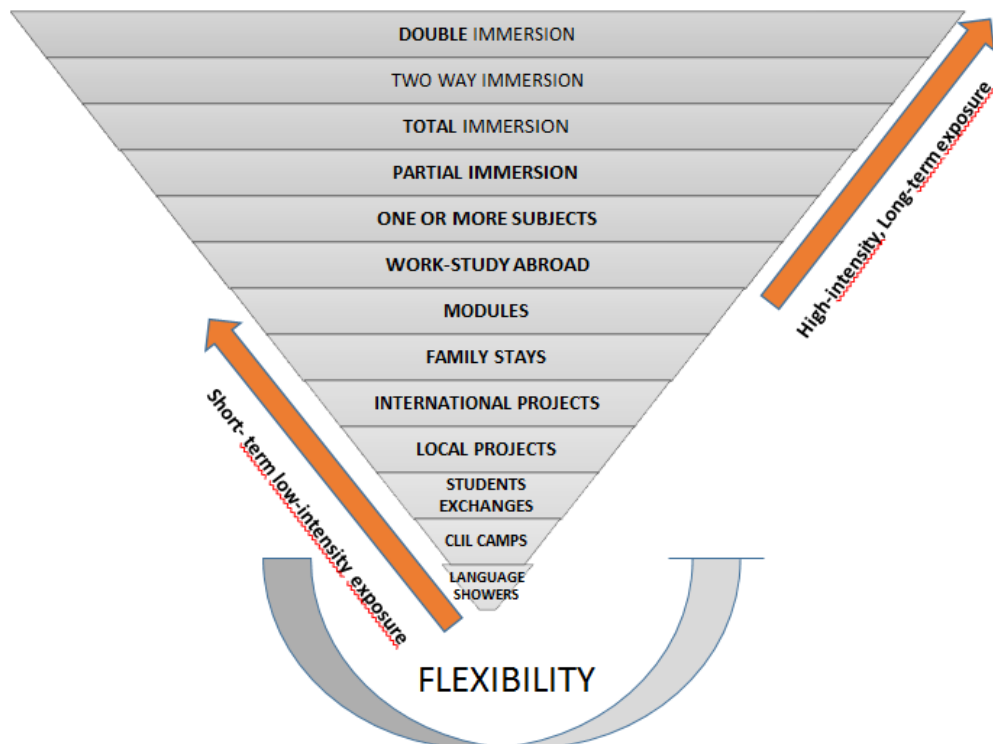 DOUBLE IMMERSION
TWO WAY IMMERSION
TOTAL IMMERSION
PARTIAL IMMERSION
ONE OR MORE SUBJECTS
WORK-STUDY ABROAD
MODULES
FAMILY STAYS
INTERNATIONAL PROJECTS
LOCAL PROJECTS
STUDENTS
EXCHANGES
CLIL CAMPS
LANGUAGE
SHOWERS
High-intensity, Long-term exposure
Short- term low-intensity exposure
FLEXIBILITY